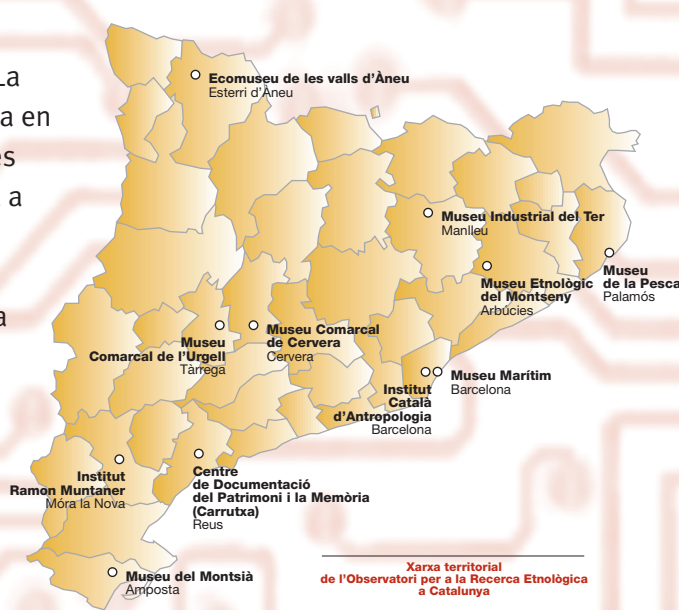 La
a en
es
a
a
Ecomuseu de les valls d'Àneu
Esterri d'Àneu
Museu Industrial del Ter
Manlleu
Museu Etnològic
del Montseny
Arbúcies
Museu
de la Pesca
Palamós
Museu
Comarcal de l'Urgell
Tàrrega
Museu Comarcal
de Cervera
Cervera
Museu Marítim
Barcelona
Institut
Català
d'Antropologia
Barcelona
Institut
Ramon Muntaner
Móra la Nova
Centre
de Documentació
del Patrimoni i la Memòria
(Carrutxa)
Reus
Museu del Montsià
Amposta
Xarxa territorial
de l'Observatori per a la Recerca Etnològica
a Catalunya